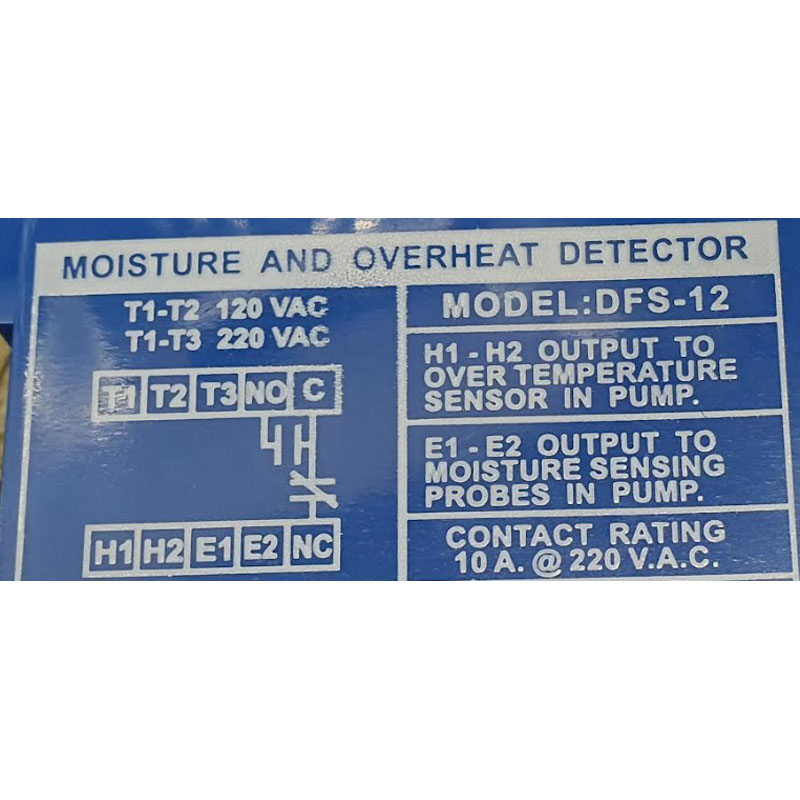 MOISTURE AND OVERHEAT DETECTOR
T1-T2 120 VAC
T1-T3 220 VAC
T1 T2 T3 NO C
H1 H2 E1 E2 NC
MODEL:DFS-12
H1 - H2 OUTPUT TO
OVER TEMPERATURE
SENSOR IN PUMP.
E1 - E2 OUTPUT TO
MOISTURE SENSING
PROBES IN PUMP.
CONTACT RATING
10 A. @ 220 V.A.C.